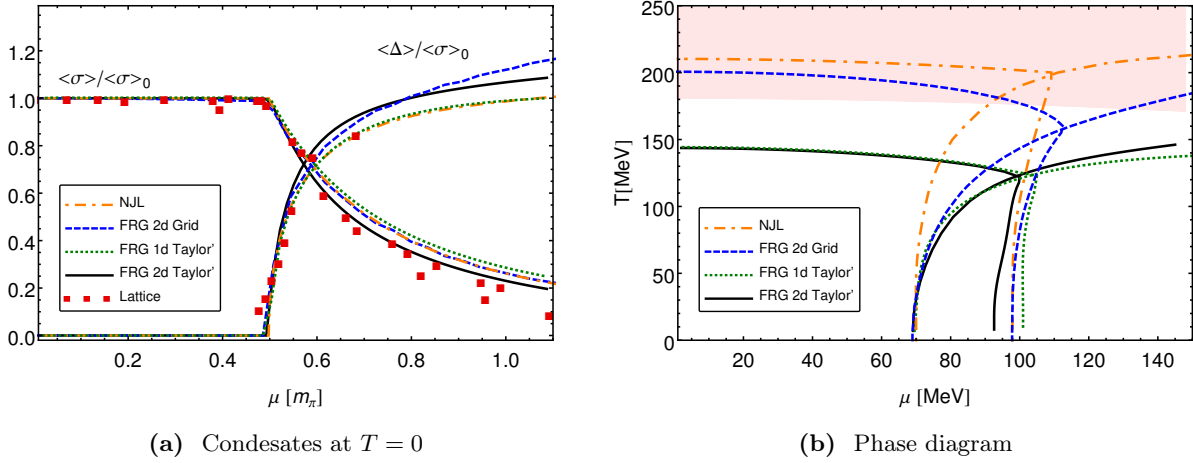 1.2
1.0
0.8
0.6
0.4
0.2
0.0
<σ>/<σ>₀
<Δ>/<σ>₀
NJL
FRG 2d Grid
FRG 1d Taylor'
FRG 2d Taylor'
Lattice
0.2 0.4 0.6 0.8 1.0
μ [mπ]
(a) Condesates at T = 0
T[MeV]
250
200
150
100
50
0
NJL
FRG 2d Grid
FRG 1d Taylor'
FRG 2d Taylor'
20 40 60 80 100 120 140
μ [MeV]
(b) Phase diagram